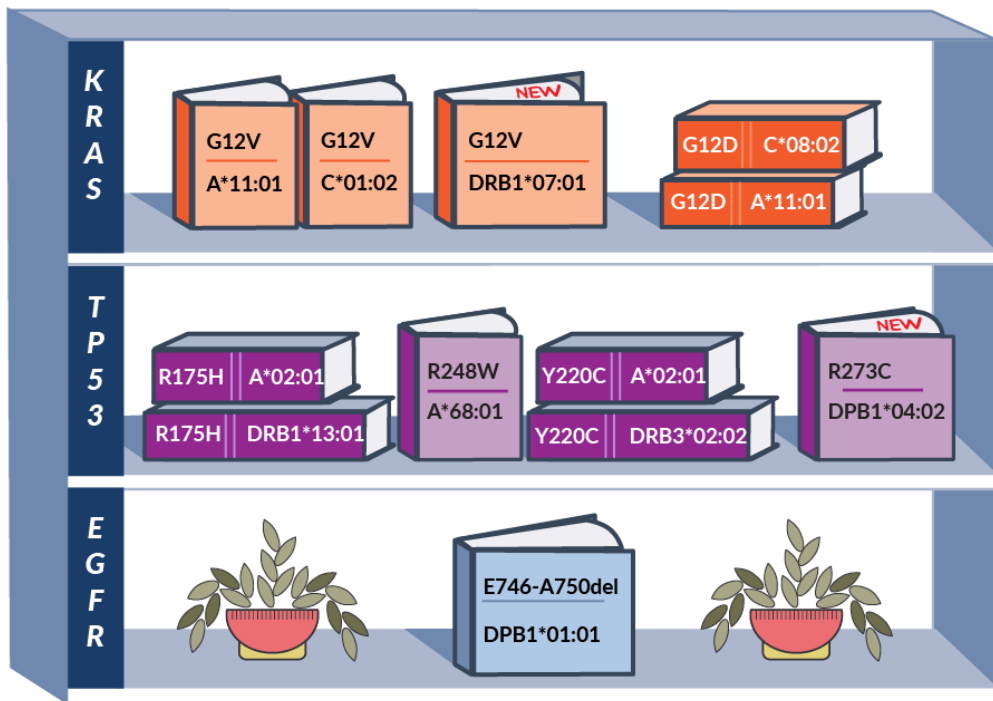 KRAS
G12V
A*11:01
G12V
C*01:02
NEW
G12V
DRB1*07:01
G12D C*08:02
G12D A*11:01
TP53
R175H A*02:01
R175H DRB1*13:01
R248W
A*68:01
Y220C A*02:01
Y220C DRB3*02:02
NEW
R273C
DPB1*04:02
EGFR
E746-A750del
DPB1*01:01